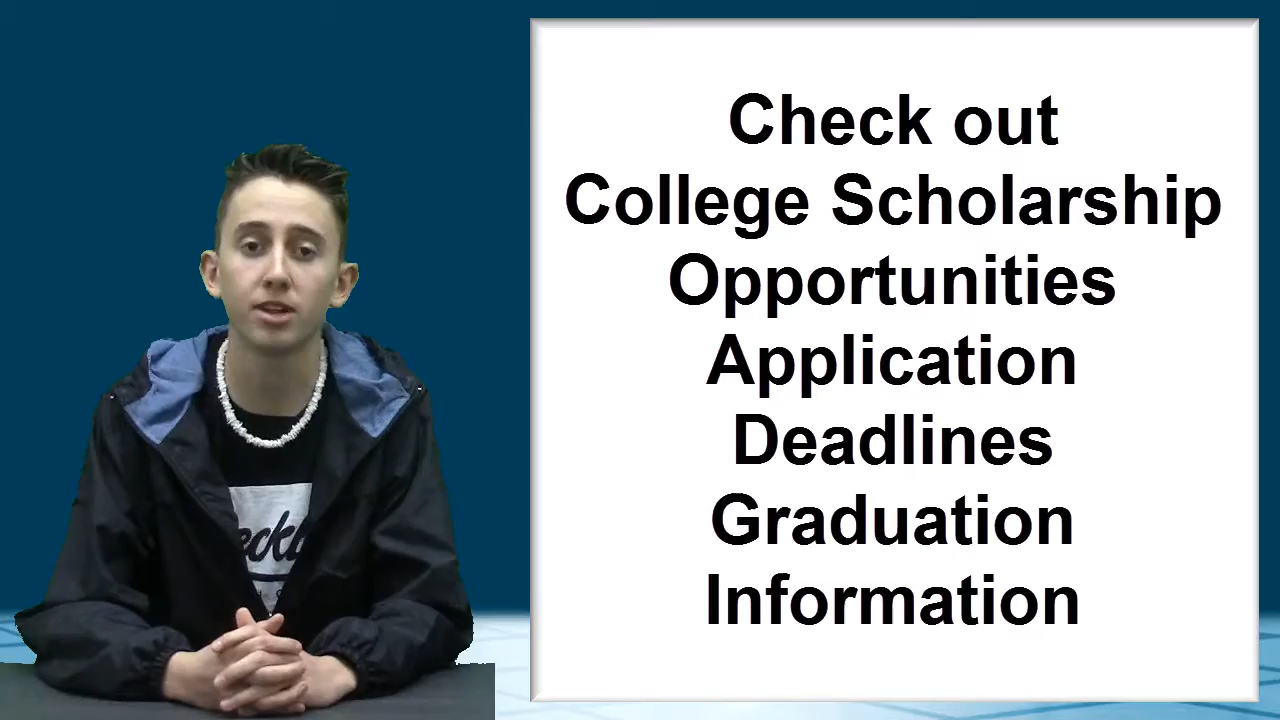 Check out
College Scholarship
Opportunities
Application
Deadlines
Graduation
Information